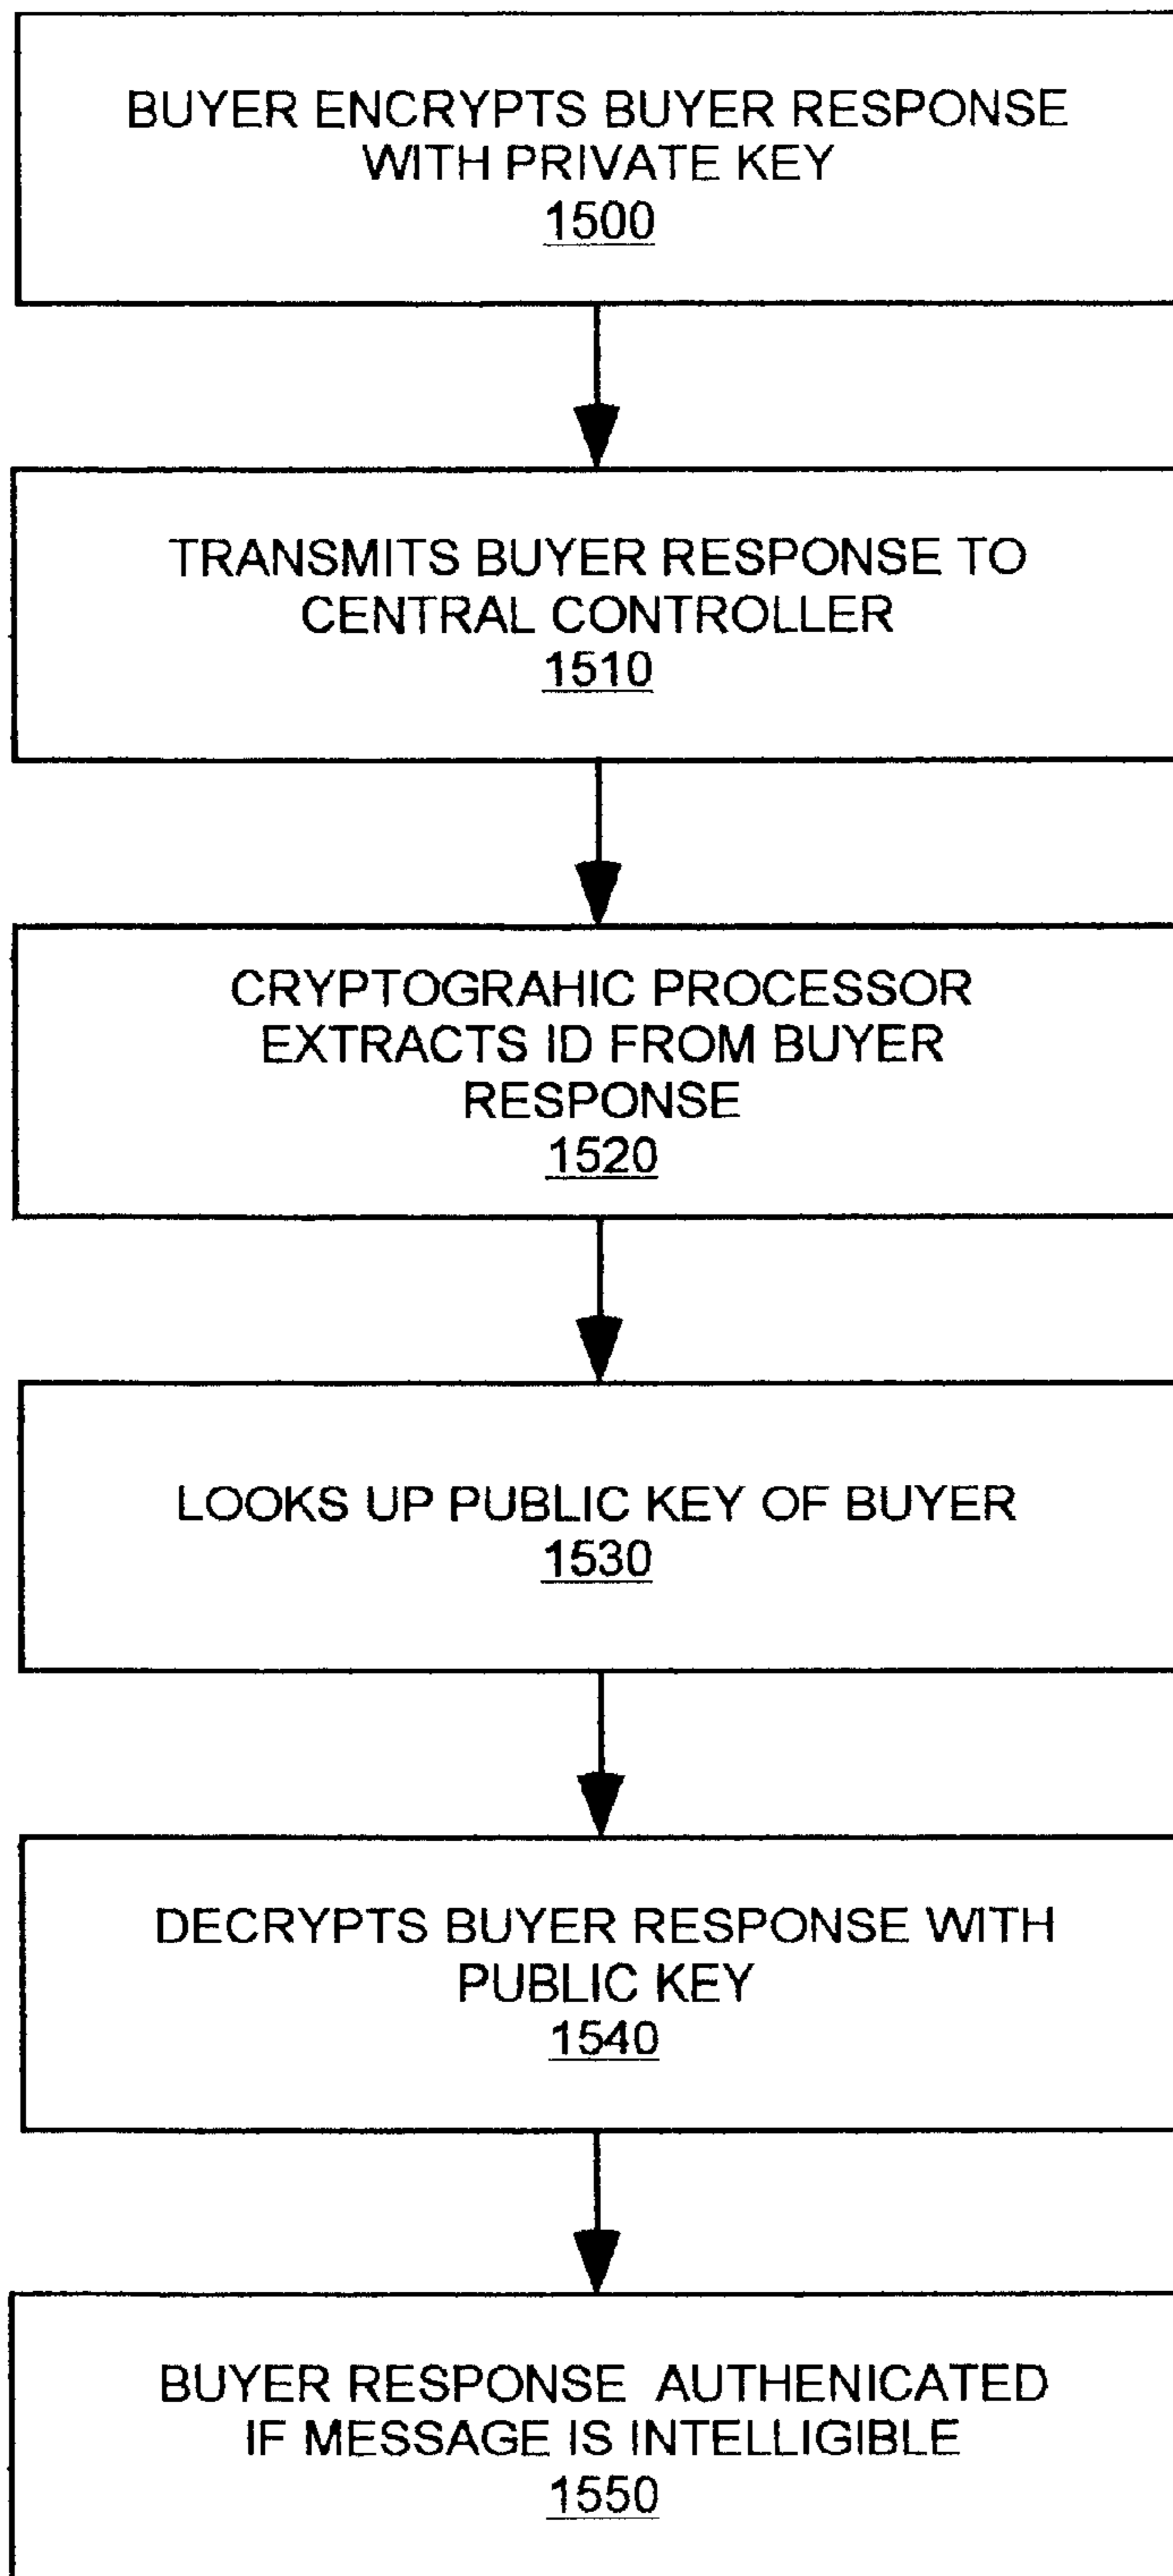 BUYER ENCRYPTS BUYER RESPONSE
WITH PRIVATE KEY
1500
TRANSMITS BUYER RESPONSE TO
CENTRAL CONTROLLER
1510
CRYPTOGRAHIC PROCESSOR
EXTRACTS ID FROM BUYER
RESPONSE
1520
LOOKS UP PUBLIC KEY OF BUYER
1530
DECRYPTS BUYER RESPONSE WITH
PUBLIC KEY
1540
BUYER RESPONSE AUTHENICATED
IF MESSAGE IS INTELLIGIBLE
1550